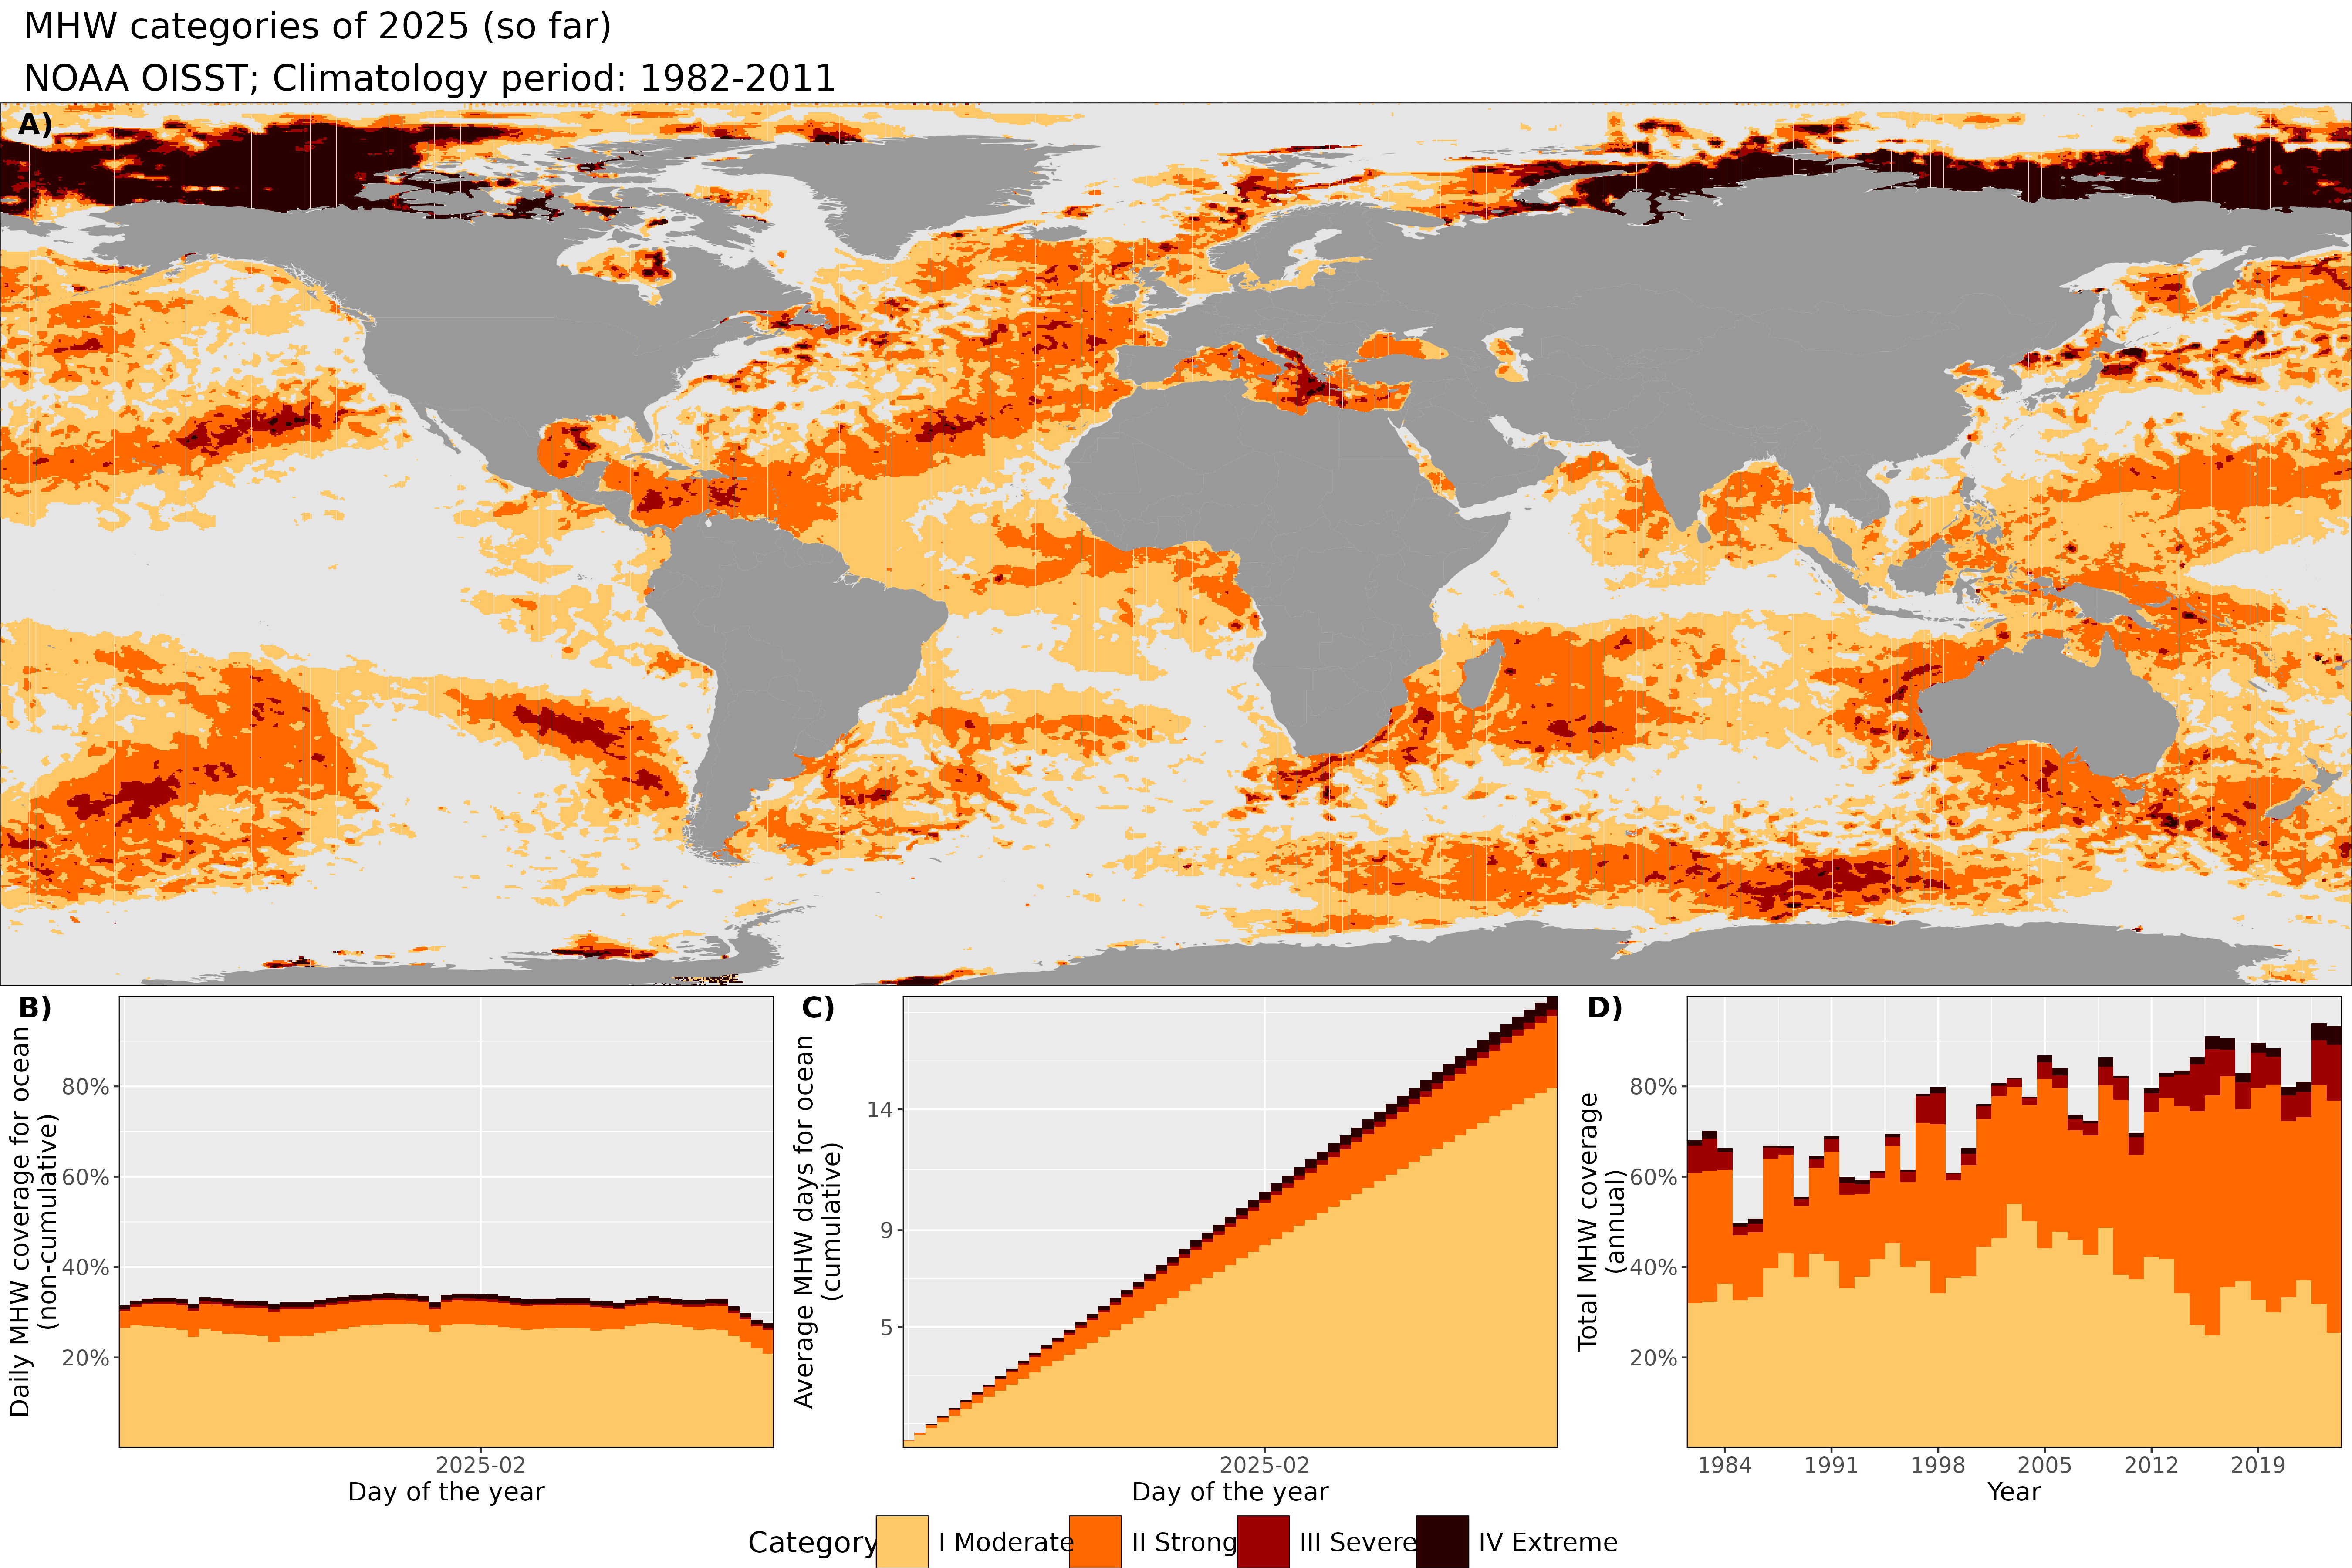 MHW categories of 2025 (so far)
NOAA OISST; Climatology period: 1982-2011
A)
B)
Daily MHW coverage for ocean
(non-cumulative)
80%
60%
40%
20%
2025-02
Day of the year
C)
Average MHW days for ocean
(cumulative)
14
9
5
2025-02
Day of the year
D)
Total MHW coverage
(annual)
80%
60%
40%
20%
1984 1991 1998 2005 2012 2019
Year
Category I Moderate II Strong III Severe IV Extreme